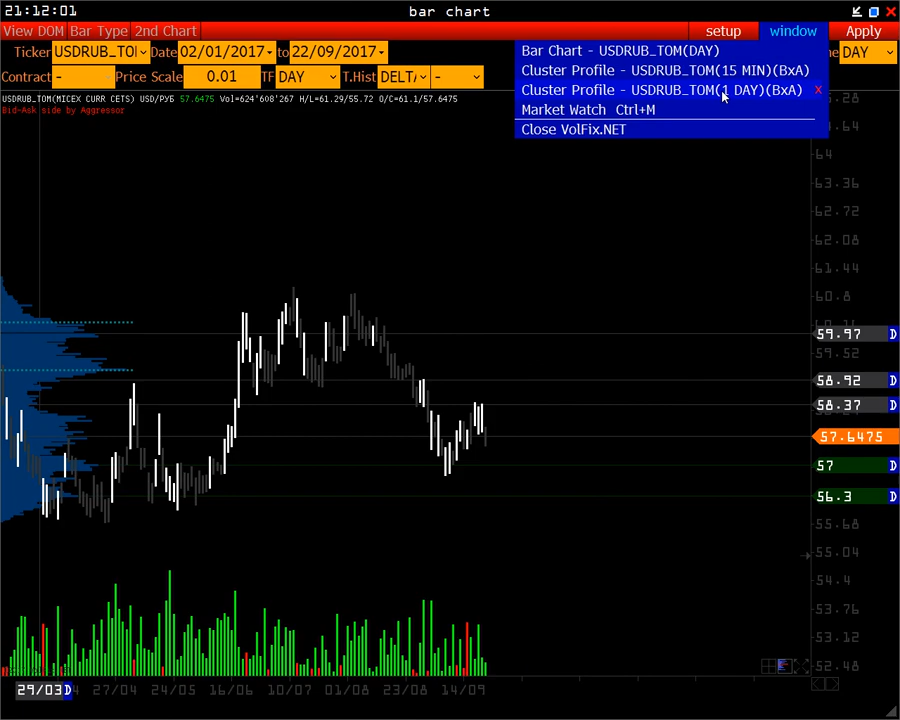 21:12:01 bar chart
View DOM Bar Type 2nd Chart setup window Apply
Ticker USDRUB_TO Date 02/01/2017 to 22/09/2017 DAY
Contract - Price Scale 0.01 TF DAY T.Hist DELT -
Bar Chart - USDRUB_TOM(DAY)
Cluster Profile - USDRUB_TOM(15 MIN)(BxA)
Cluster Profile - USDRUB_TOM(1 DAY)(BxA) x
Market Watch Ctrl+M
Close VolFix.NET
USDRUB_TOM(MICEX CURR CETS) USD/РУБ 57.6475 Vol=624'608'267 H/L=61.29/55.72 O/C=61.1/57.6475
Bid-Ask side by Aggressor
64
63.36
62.72
62.08
61.44
60.8
59.97 D
59.52
58.92 D
58.37 D
57.6475
57 D
56.3 D
55.68
55.04
54.4
53.76
53.12
52.48
29/03 D 27/04 24/05 16/06 10/07 01/08 23/08 14/09